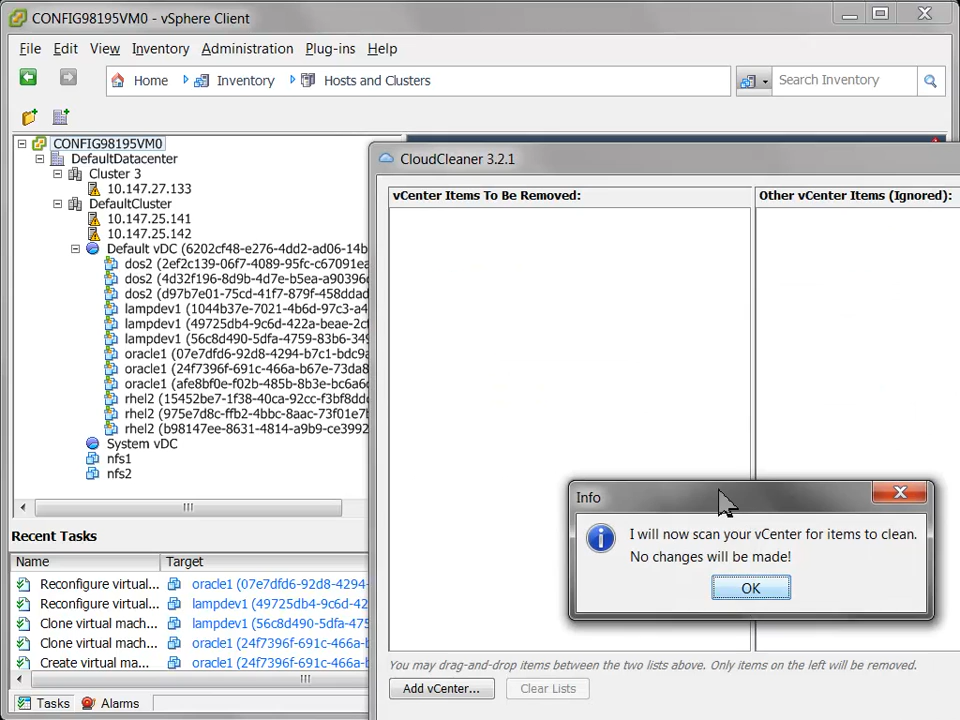 CONFIG98195VM0 - vSphere Client
File Edit View Inventory Administration Plug-ins Help
Home Inventory Hosts and Clusters Search Inventory
CONFIG98195VM0
DefaultDatacenter
Cluster 3
10.147.27.133
DefaultCluster
10.147.25.141
10.147.25.142
Default vDC (6202cf48-e276-4dd2-ad06-14b
dos2 (2ef2c139-06f7-4089-95fc-c67091ea
dos2 (4d32f196-8d9b-4d7e-b5ea-a90396
dos2 (d97b7e01-75cd-41f7-879f-458ddad
lampdev1 (1044b37e-7021-4b6d-97c3-a4
lampdev1 (49725db4-9c6d-422a-beae-2cf
lampdev1 (56c8d490-5dfa-4759-83b6-349
oracle1 (07e7dfd6-92d8-4294-b7c1-bdc9a
oracle1 (24f7396f-691c-466a-b67e-73da8
oracle1 (afe8bf0e-f02b-485b-8b3e-bc6a6
rhel2 (15452be7-1f38-40ca-92cc-f3bf8dd
rhel2 (975e7d8c-ffb2-4bbc-8aac-73f01e7
rhel2 (b98147ee-8631-4814-a9b9-ce3992
System vDC
nfs1
nfs2
Recent Tasks
Name Target
Reconfigure virtual... oracle1 (07e7dfd6-92d8-4294-
Reconfigure virtual... lampdev1 (49725db4-9c6d-42
Clone virtual mach... lampdev1 (56c8d490-5dfa-47
Clone virtual mach... oracle1 (24f7396f-691c-466a-b
Create virtual ma... oracle1 (24f7396f-691c-466a-b
Tasks Alarms
CloudCleaner 3.2.1
vCenter Items To Be Removed: Other vCenter Items (Ignored):
Info
I will now scan your vCenter for items to clean.
No changes will be made!
OK
You may drag-and-drop items between the two lists above. Only items on the left will be removed.
Add vCenter... Clear Lists